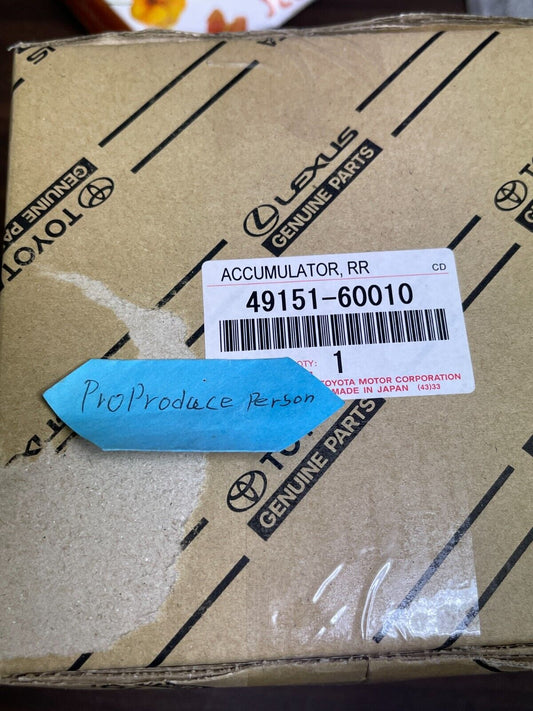 TOYOTA
GENUINE PARTS
LEXUS
GENUINE PARTS
ACCUMULATOR, RR
CD
49151-60010
QTY: 1
TOYOTA MOTOR CORPORATION
MADE IN JAPAN (43)33
ProProduce person
GENUINE PARTS